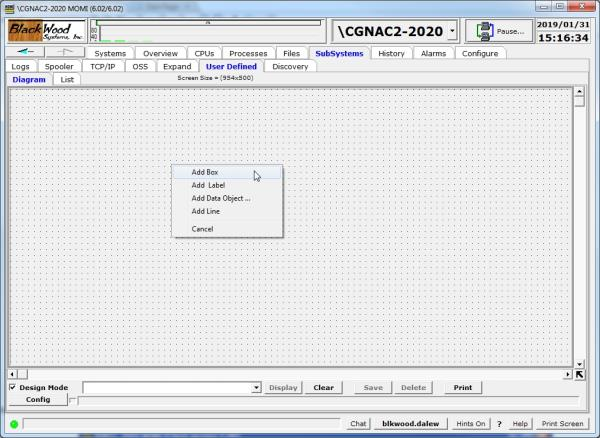 \CGNAC2-2020 MOMI (6.02/6.02)
BlackWood
Systems, Inc.
80
40
\CGNAC2-2020
Pause...
2019/01/31
15:16:34
Systems Overview CPUs Processes Files SubSystems History Alarms Configure
Logs Spooler TCP/IP OSS Expand User Defined Discovery
Diagram List Screen Size = (954x500)
Add Box
Add Label
Add Data Object ...
Add Line
Cancel
Design Mode Display Clear Save Delete Print
Config
Chat blkwood.dalew Hints On ? Help Print Screen